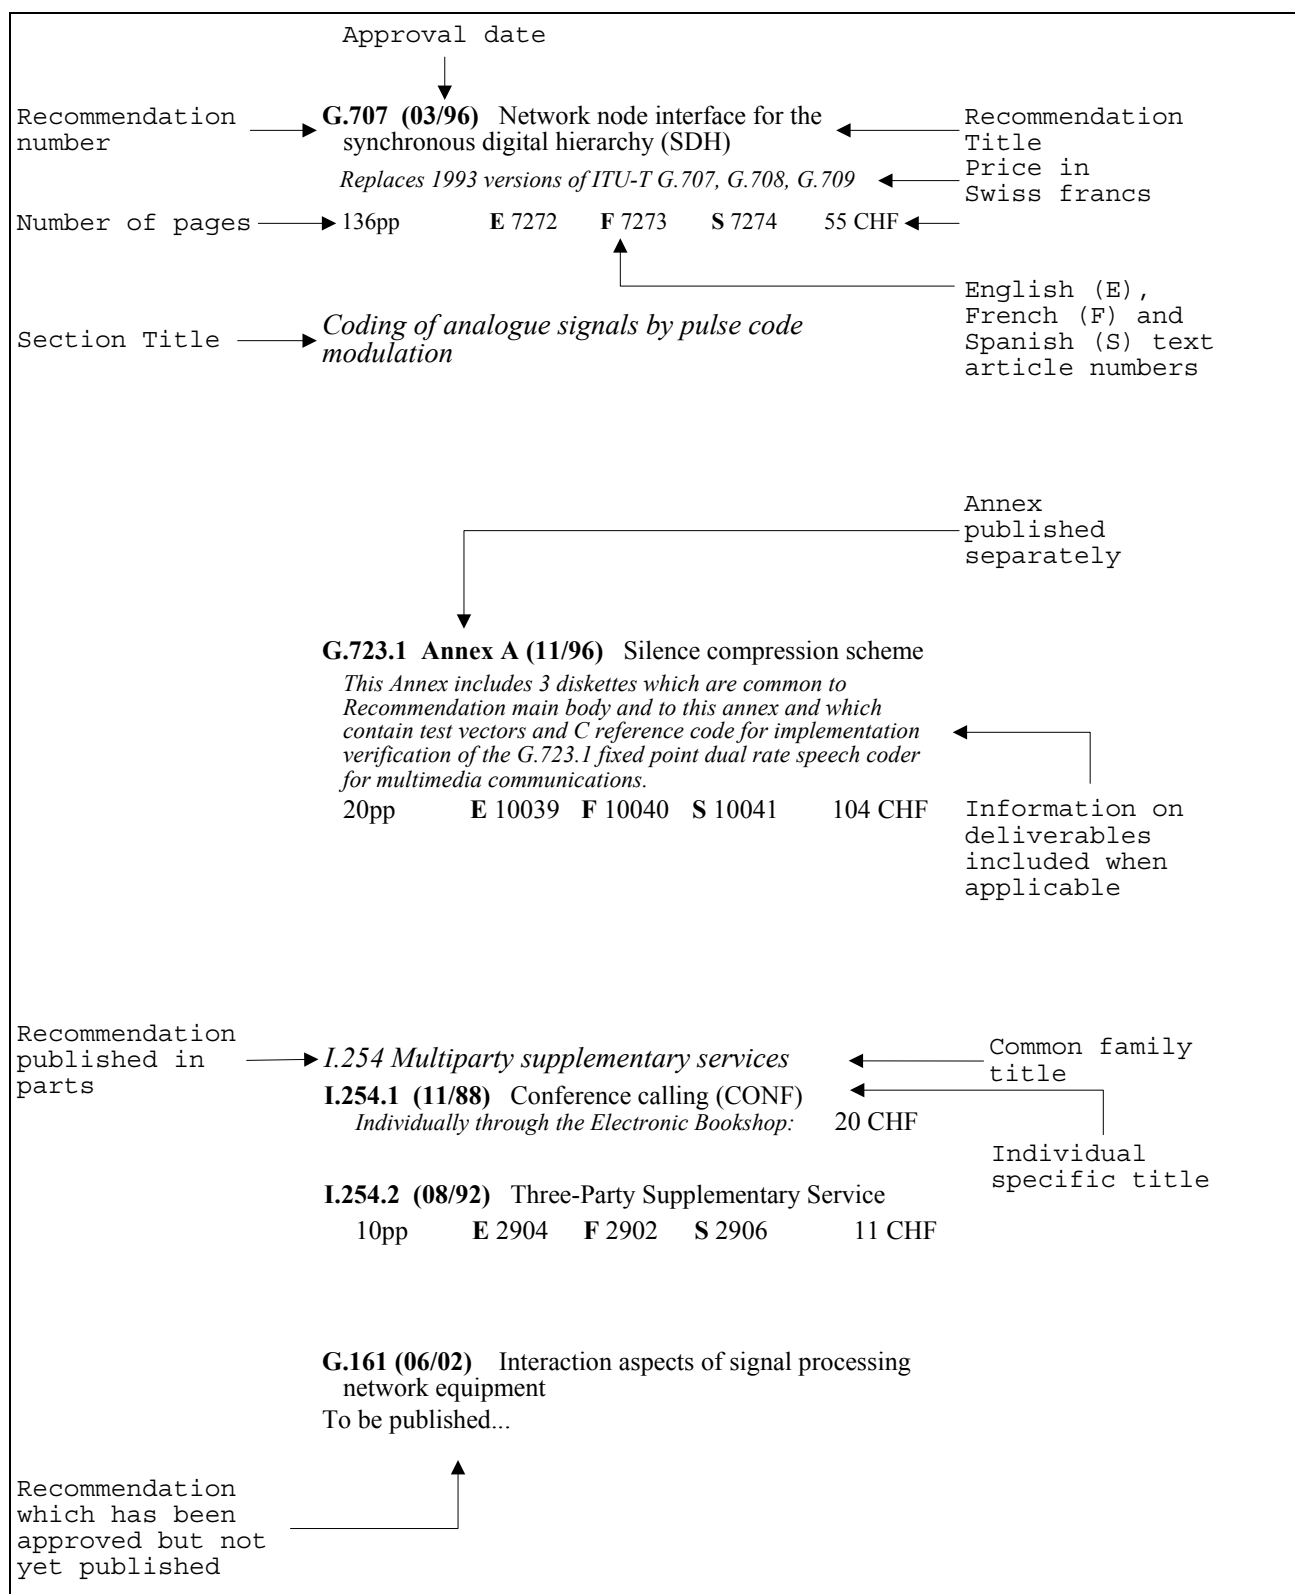 Approval date
Recommendation
number
G.707 (03/96) Network node interface for the
synchronous digital hierarchy (SDH)
Recommendation
Title
Replaces 1993 versions of ITU-T G.707, G.708, G.709
Price in
Swiss francs
Number of pages
136pp E 7272 F 7273 S 7274 55 CHF
English (E),
French (F) and
Spanish (S) text
article numbers
Section Title
Coding of analogue signals by pulse code
modulation
Annex
published
separately
G.723.1 Annex A (11/96) Silence compression scheme
This Annex includes 3 diskettes which are common to
Recommendation main body and to this annex and which
contain test vectors and C reference code for implementation
verification of the G.723.1 fixed point dual rate speech coder
for multimedia communications.
20pp E 10039 F 10040 S 10041 104 CHF
Information on
deliverables
included when
applicable
Recommendation
published in
parts
I.254 Multiparty supplementary services
Common family
title
I.254.1 (11/88) Conference calling (CONF)
Individually through the Electronic Bookshop: 20 CHF
Individual
specific title
I.254.2 (08/92) Three-Party Supplementary Service
10pp E 2904 F 2902 S 2906 11 CHF
G.161 (06/02) Interaction aspects of signal processing
network equipment
To be published...
Recommendation
which has been
approved but not
yet published